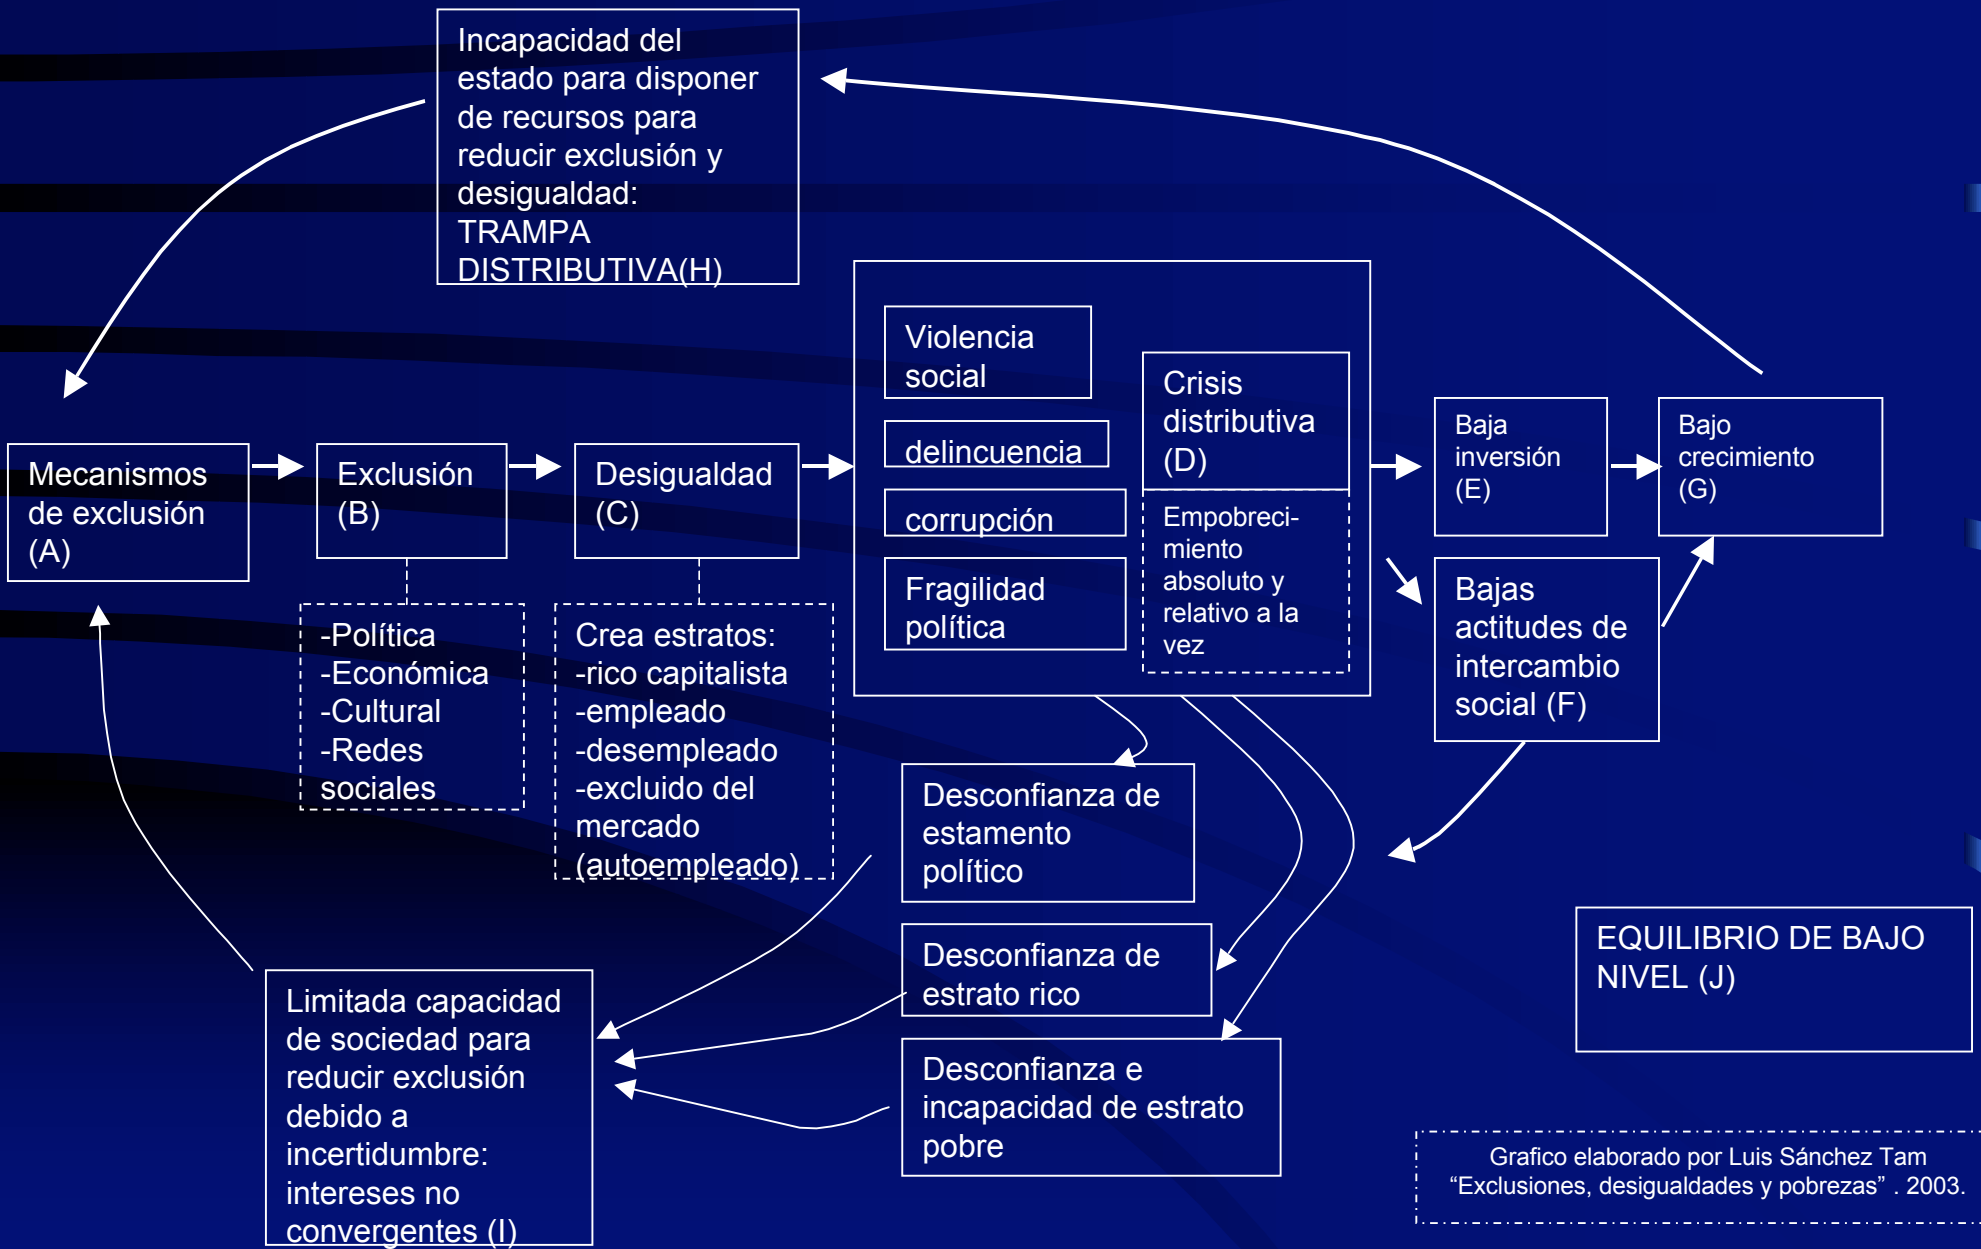 Incapacidad del
estado para disponer
de recursos para
reducir exclusión y
desigualdad:
TRAMPA
DISTRIBUTIVA(H)
Mecanismos
de exclusión
(A)
Exclusión
(B)
-Política
-Económica
-Cultural
-Redes
sociales
Desigualdad
(C)
Crea estratos:
-rico capitalista
-empleado
-desempleado
-excluido del
mercado
(autoempleado)
Violencia
social
delincuencia
corrupción
Fragilidad
política
Crisis
distributiva
(D)
Empobreci-
miento
absoluto y
relativo a la
vez
Baja
inversión
(E)
Bajo
crecimiento
(G)
Bajas
actitudes de
intercambio
social (F)
Desconfianza de
estamento
político
Desconfianza de
estrato rico
Desconfianza e
incapacidad de estrato
pobre
Limitada capacidad
de sociedad para
reducir exclusión
debido a
incertidumbre:
intereses no
convergentes (I)
EQUILIBRIO DE BAJO
NIVEL (J)
Grafico elaborado por Luis Sánchez Tam
“Exclusiones, desigualdades y pobrezas” . 2003.